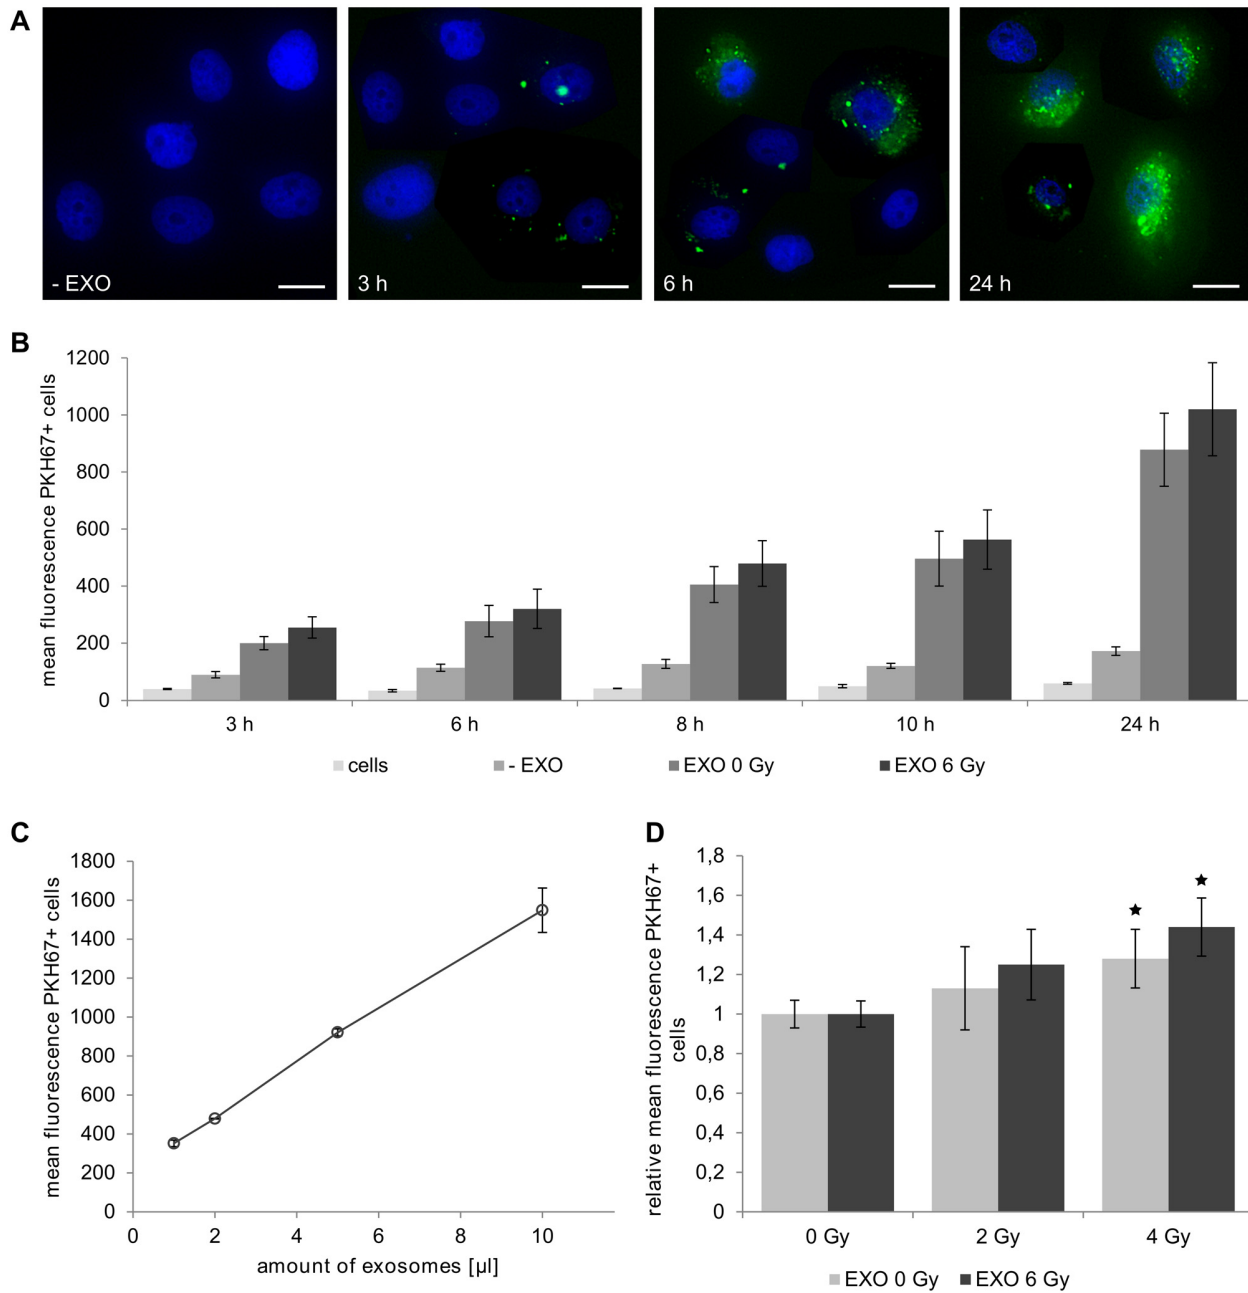 A
- EXO
3 h
6 h
24 h
B
mean fluorescence PKH67+ cells
1200
1000
800
600
400
200
0
3 h 6 h 8 h 10 h 24 h
cells - EXO EXO 0 Gy EXO 6 Gy
C
mean fluorescence PKH67+ cells
1800
1600
1400
1200
1000
800
600
400
200
0
0 2 4 6 8 10
amount of exosomes [µl]
D
relative mean fluorescence PKH67+
cells
1,8
1,6
1,4
1,2
1
0,8
0,6
0,4
0,2
0
0 Gy 2 Gy 4 Gy
EXO 0 Gy EXO 6 Gy